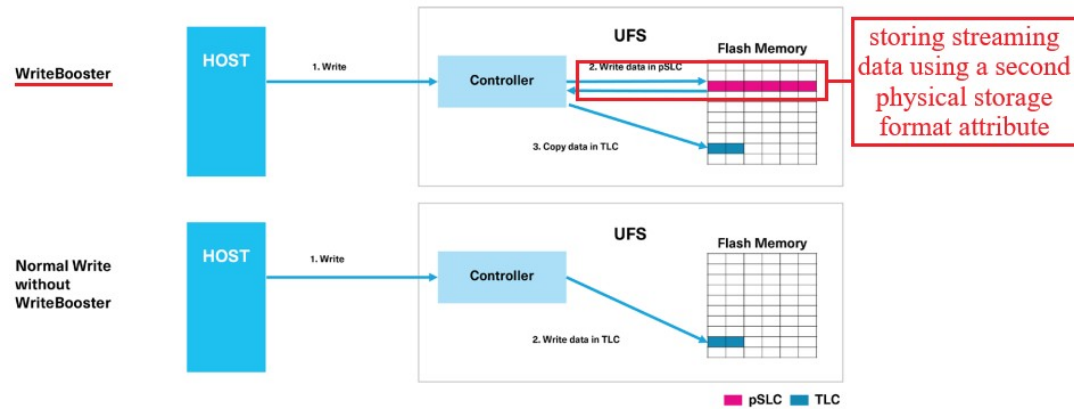 UFS
HOST
Flash Memory
storing streaming
data using a second
physical storage
format attribute
WriteBooster
1. Write
Controller
2. Write data in pSLC
3. Copy data in TLC
UFS
HOST
Flash Memory
Normal Write
without
WriteBooster
1. Write
Controller
2. Write data in TLC
pSLC
TLC